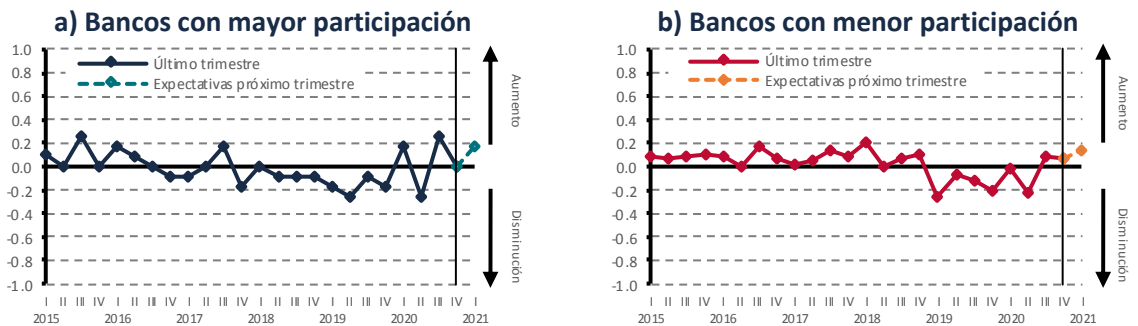 a) Bancos con mayor participación
1.0
0.8
0.6
0.4
0.2
0.0
-0.2
-0.4
-0.6
-0.8
-1.0
Último trimestre
Expectativas próximo trimestre
Aumento
Disminución
I II III IV I II III IV I II III IV I II III IV I II III IV I II III IV I
2015 2016 2017 2018 2019 2020 2021
b) Bancos con menor participación
1.0
0.8
0.6
0.4
0.2
0.0
-0.2
-0.4
-0.6
-0.8
-1.0
Último trimestre
Expectativas próximo trimestre
Aumento
Disminución
I II III IV I II III IV I II III IV I II III IV I II III IV I II III IV I
2015 2016 2017 2018 2019 2020 2021